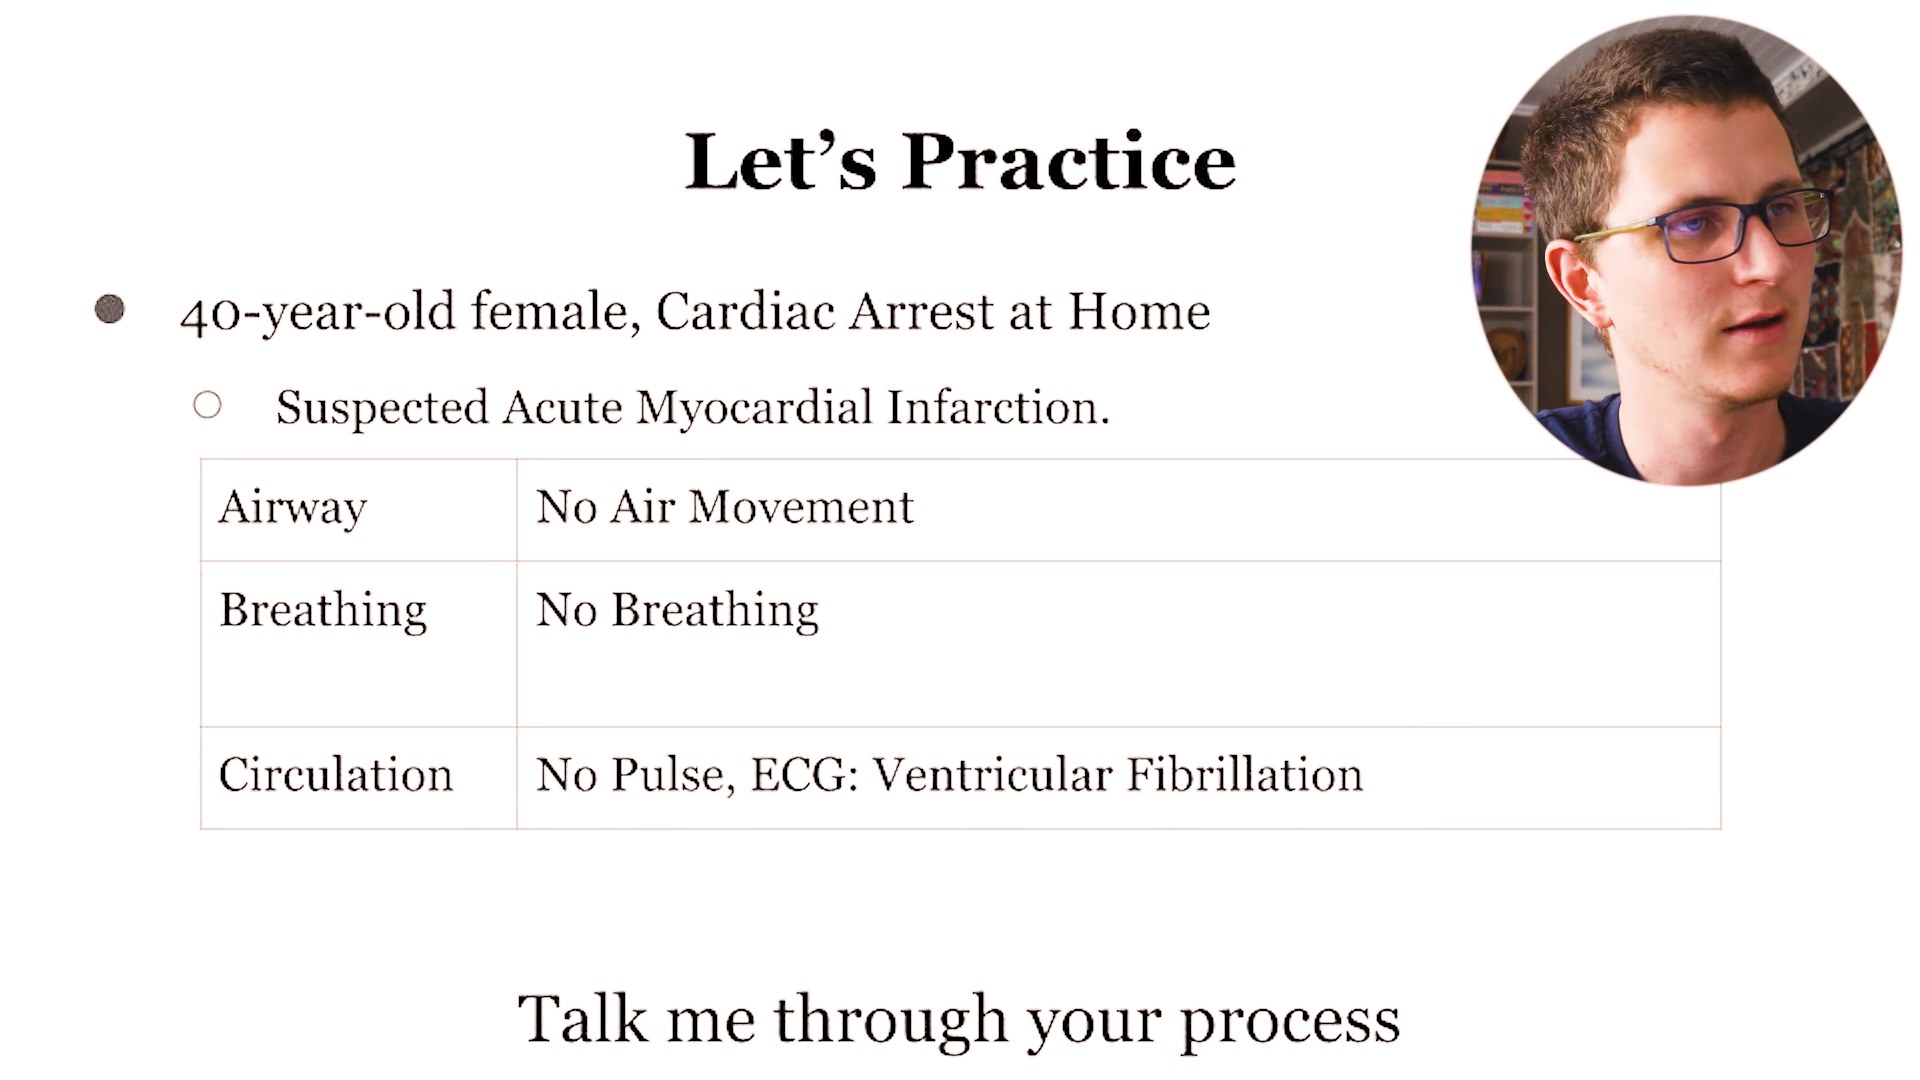 Let’s Practice
40-year-old female, Cardiac Arrest at Home
Suspected Acute Myocardial Infarction.
Airway
No Air Movement
Breathing
No Breathing
Circulation
No Pulse, ECG: Ventricular Fibrillation
Talk me through your process